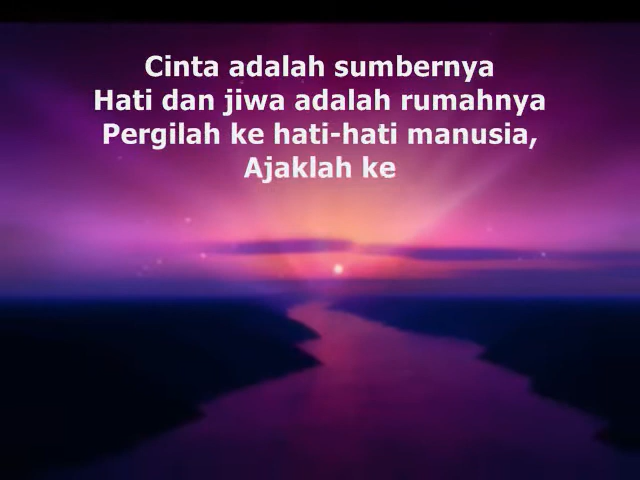 Cinta adalah sumbernya
Hati dan jiwa adalah rumahnya
Pergilah ke hati-hati manusia,
Ajaklah ke